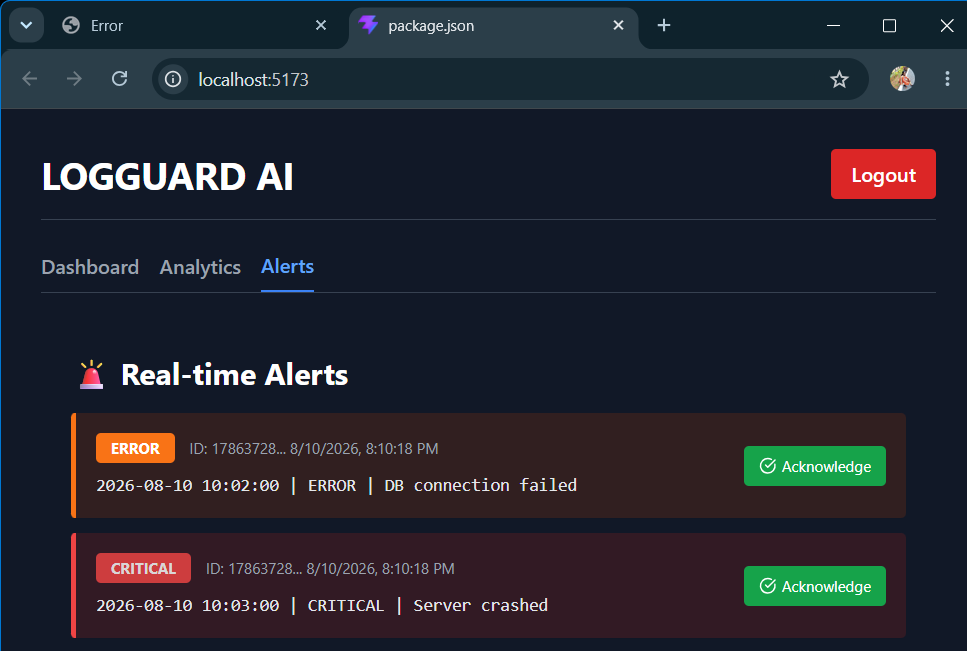 Error
package.json
localhost:5173
LOGGUARD AI
Logout
Dashboard Analytics Alerts
Real-time Alerts
ERROR ID: 17863728... 8/10/2026, 8:10:18 PM
2026-08-10 10:02:00 | ERROR | DB connection failed
Acknowledge
CRITICAL ID: 17863728... 8/10/2026, 8:10:18 PM
2026-08-10 10:03:00 | CRITICAL | Server crashed
Acknowledge